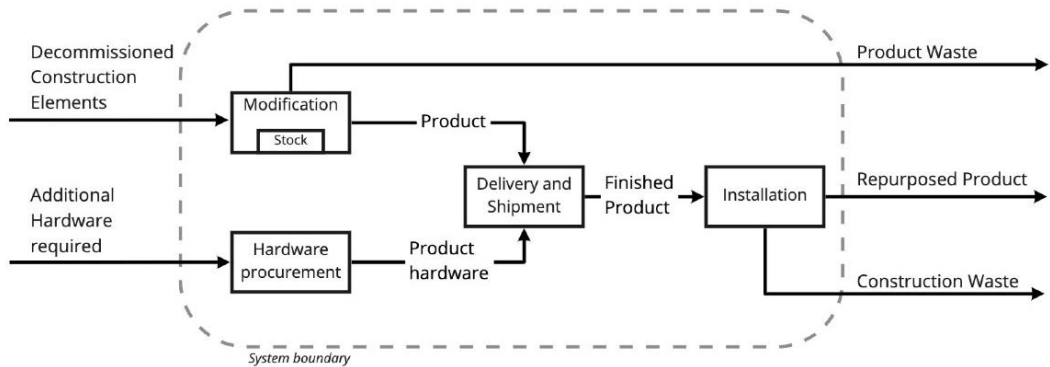 Decommissioned
Construction
Elements
Product Waste
Modification
Stock
Product
Additional
Hardware
required
Delivery and
Shipment
Finished
Product
Installation
Repurposed Product
Hardware
procurement
Product
hardware
Construction Waste
System boundary